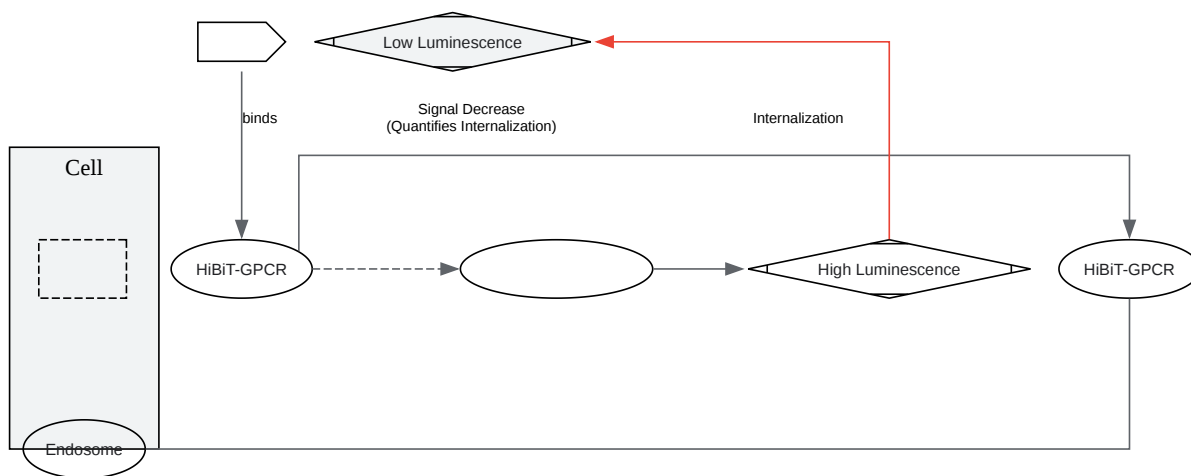 Low Luminescence
binds
Signal Decrease
(Quantifies Internalization)
Internalization
Cell
HiBiT-GPCR
High Luminescence
HiBiT-GPCR
Endosome